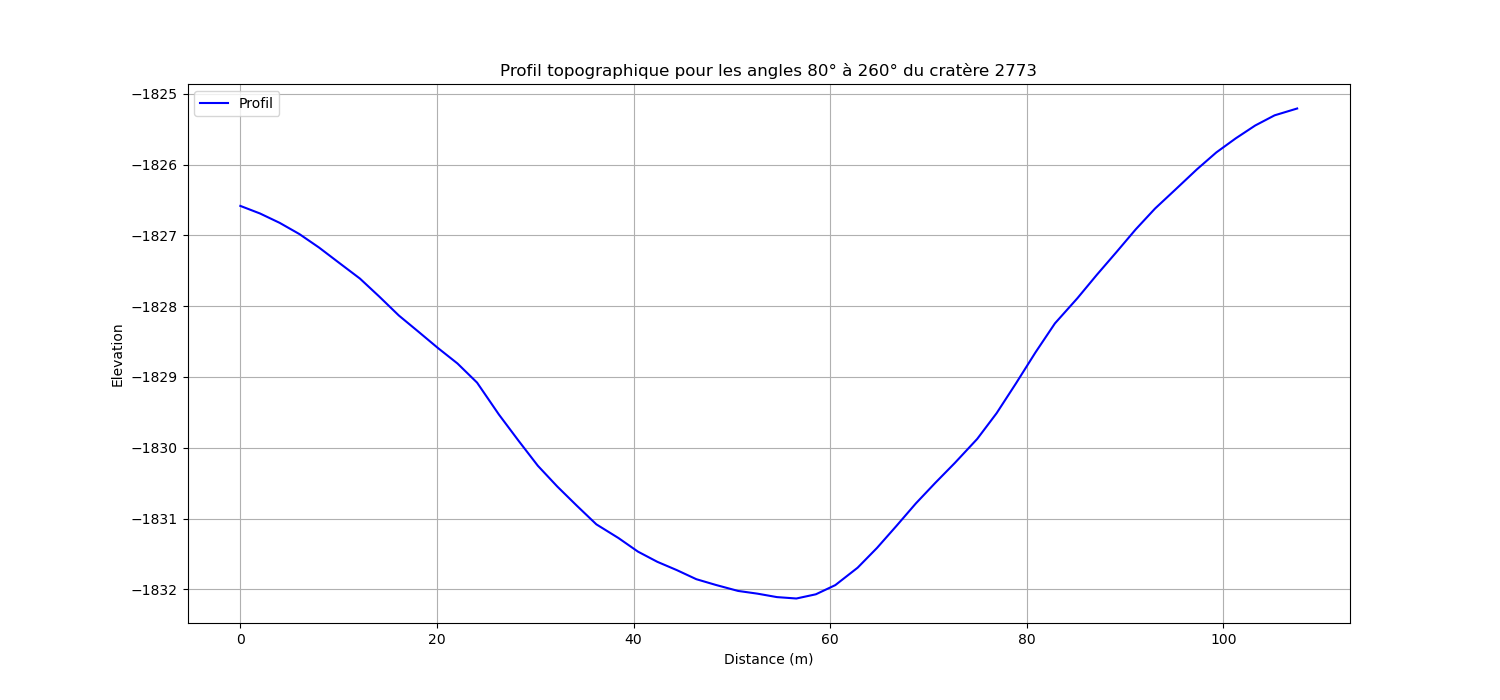 Profil topographique pour les angles 80° à 260° du cratère 2773
Profil
−1825
−1826
−1827
−1828
−1829
−1830
−1831
−1832
Elevation
0 20 40 60 80 100
Distance (m)